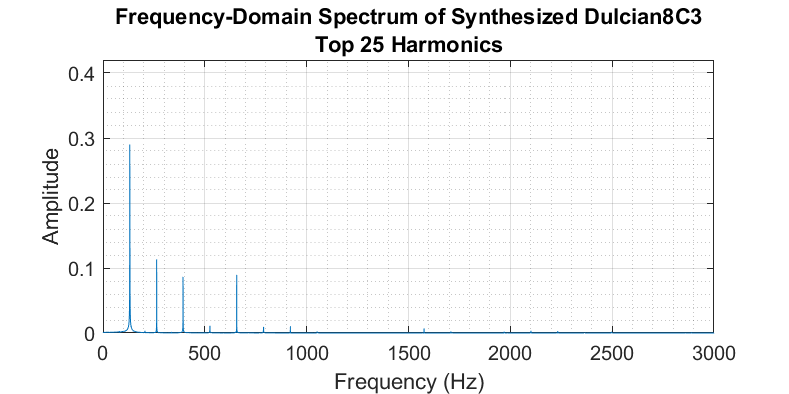 Frequency-Domain Spectrum of Synthesized Dulcian8C3
Top 25 Harmonics
0.4
0.3
0.2
0.1
0
Amplitude
0 500 1000 1500 2000 2500 3000
Frequency (Hz)